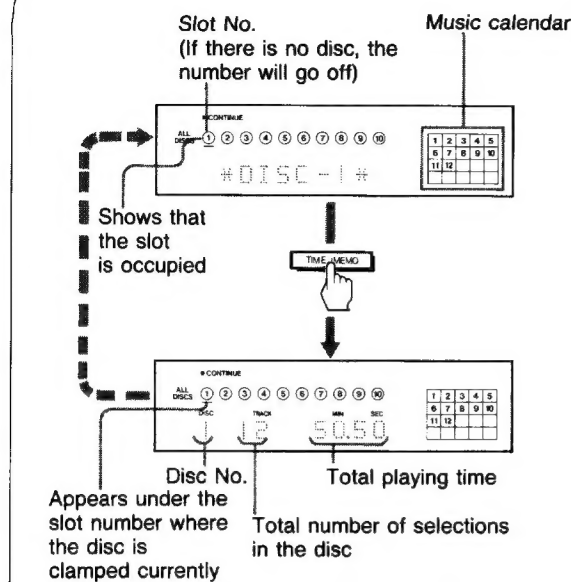 Slot No.
(If there is no disc, the
number will go off)
Music calendar
• CONTINUE
ALL
DISCS ① ② ③ ④ ⑤ ⑥ ⑦ ⑧ ⑨ ⑩
*DISC-1*
1 2 3 4 5
6 7 8 9 10
11 12
Shows that
the slot
is occupied
TIME MEMO
• CONTINUE
ALL
DISCS ① ② ③ ④ ⑤ ⑥ ⑦ ⑧ ⑨ ⑩
DISC TRACK MIN SEC
1 12 50.50
1 2 3 4 5
6 7 8 9 10
11 12
Disc No.
Total playing time
Appears under the
slot number where
the disc is
clamped currently
Total number of selections
in the disc